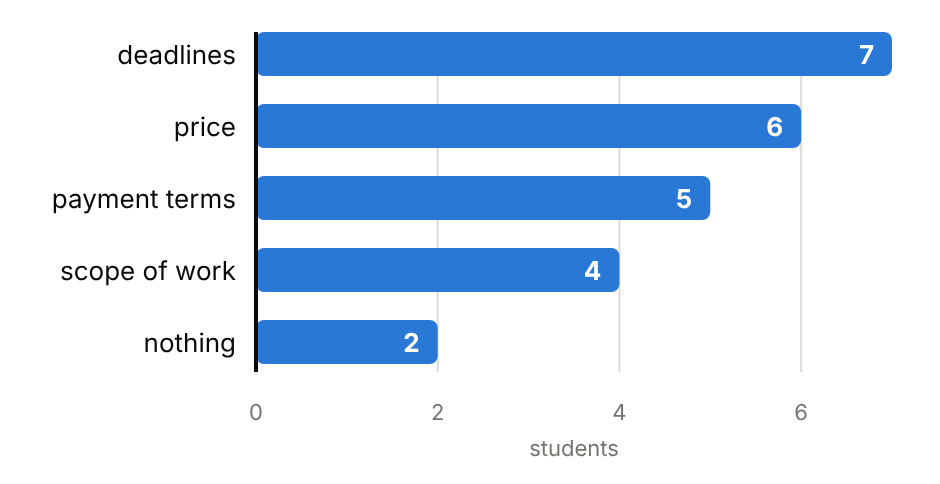 deadlines 7
price 6
payment terms 5
scope of work 4
nothing 2
0 2 4 6
students